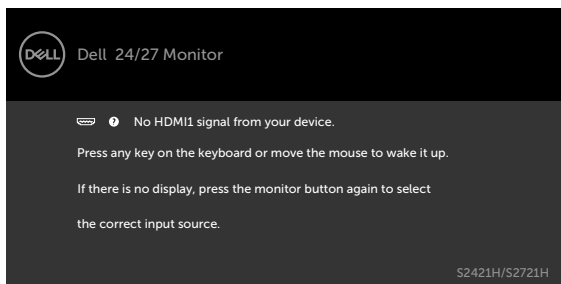 DELL
Dell 24/27 Monitor
? No HDMI1 signal from your device.
Press any key on the keyboard or move the mouse to wake it up.
If there is no display, press the monitor button again to select
the correct input source.
S2421H/S2721H